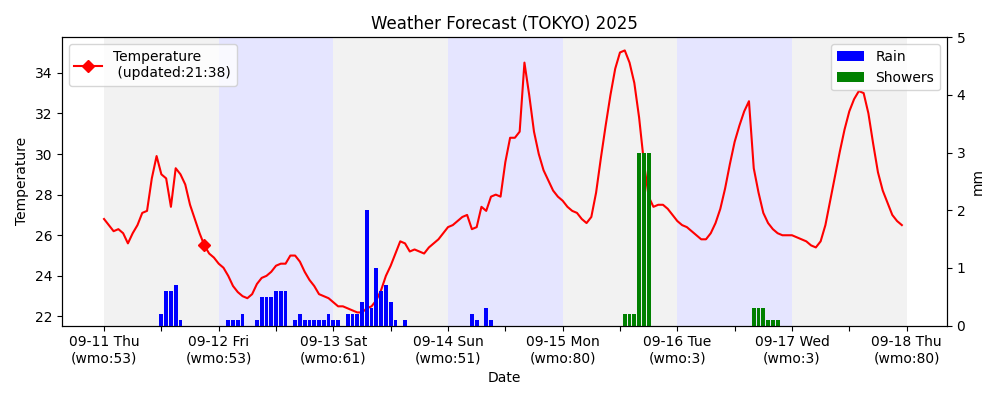 Weather Forecast (TOKYO) 2025
Temperature
(updated:21:38)
Rain
Showers
Temperature
34
32
30
28
26
24
22
5
4
3
2
1
0
mm
09-11 Thu
(wmo:53)
09-12 Fri
(wmo:53)
09-13 Sat
(wmo:61)
09-14 Sun
(wmo:51)
09-15 Mon
(wmo:80)
09-16 Tue
(wmo:3)
09-17 Wed
(wmo:3)
09-18 Thu
(wmo:80)
Date